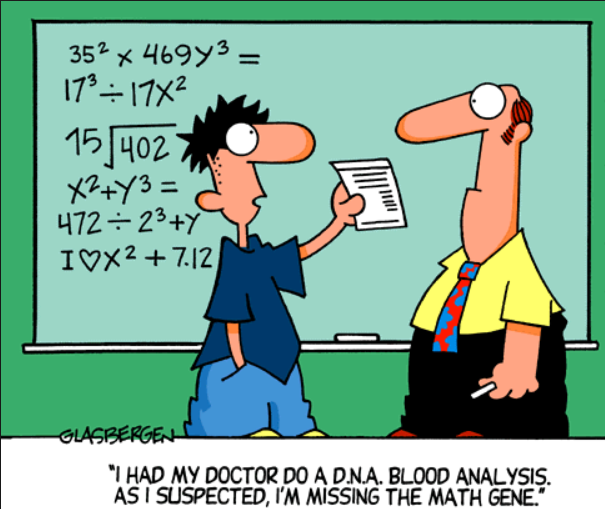 35² x 469y³ =
17³ ÷ 17x²
15⟌402
x²+y³ =
472 ÷ 2³+y
I♡x² + 7.12
GLASBERGEN
"I HAD MY DOCTOR DO A D.N.A. BLOOD ANALYSIS.
AS I SUSPECTED, I'M MISSING THE MATH GENE."